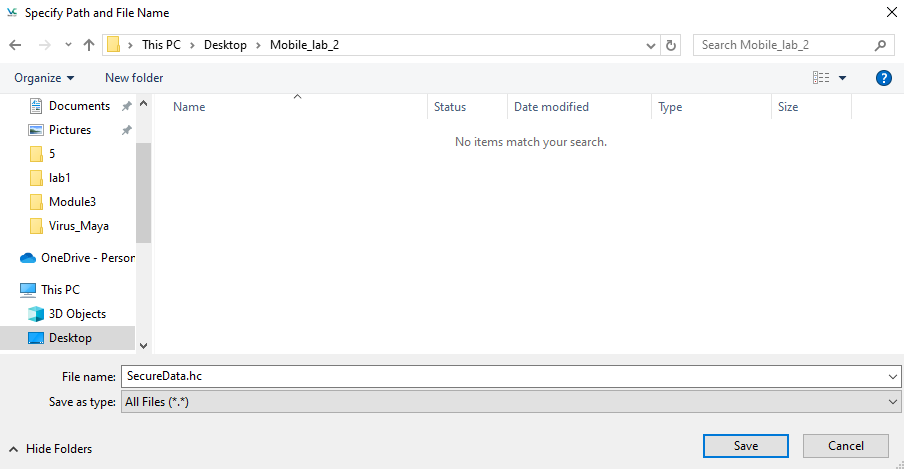 Specify Path and File Name
This PC > Desktop > Mobile_lab_2
Search Mobile_lab_2
Organize
New folder
?
Name
Status
Date modified
Type
Size
No items match your search.
Documents
Pictures
5
lab1
Module3
Virus_Maya
OneDrive - Person
This PC
3D Objects
Desktop
File name: SecureData.hc
Save as type: All Files (*.*)
Hide Folders
Save
Cancel